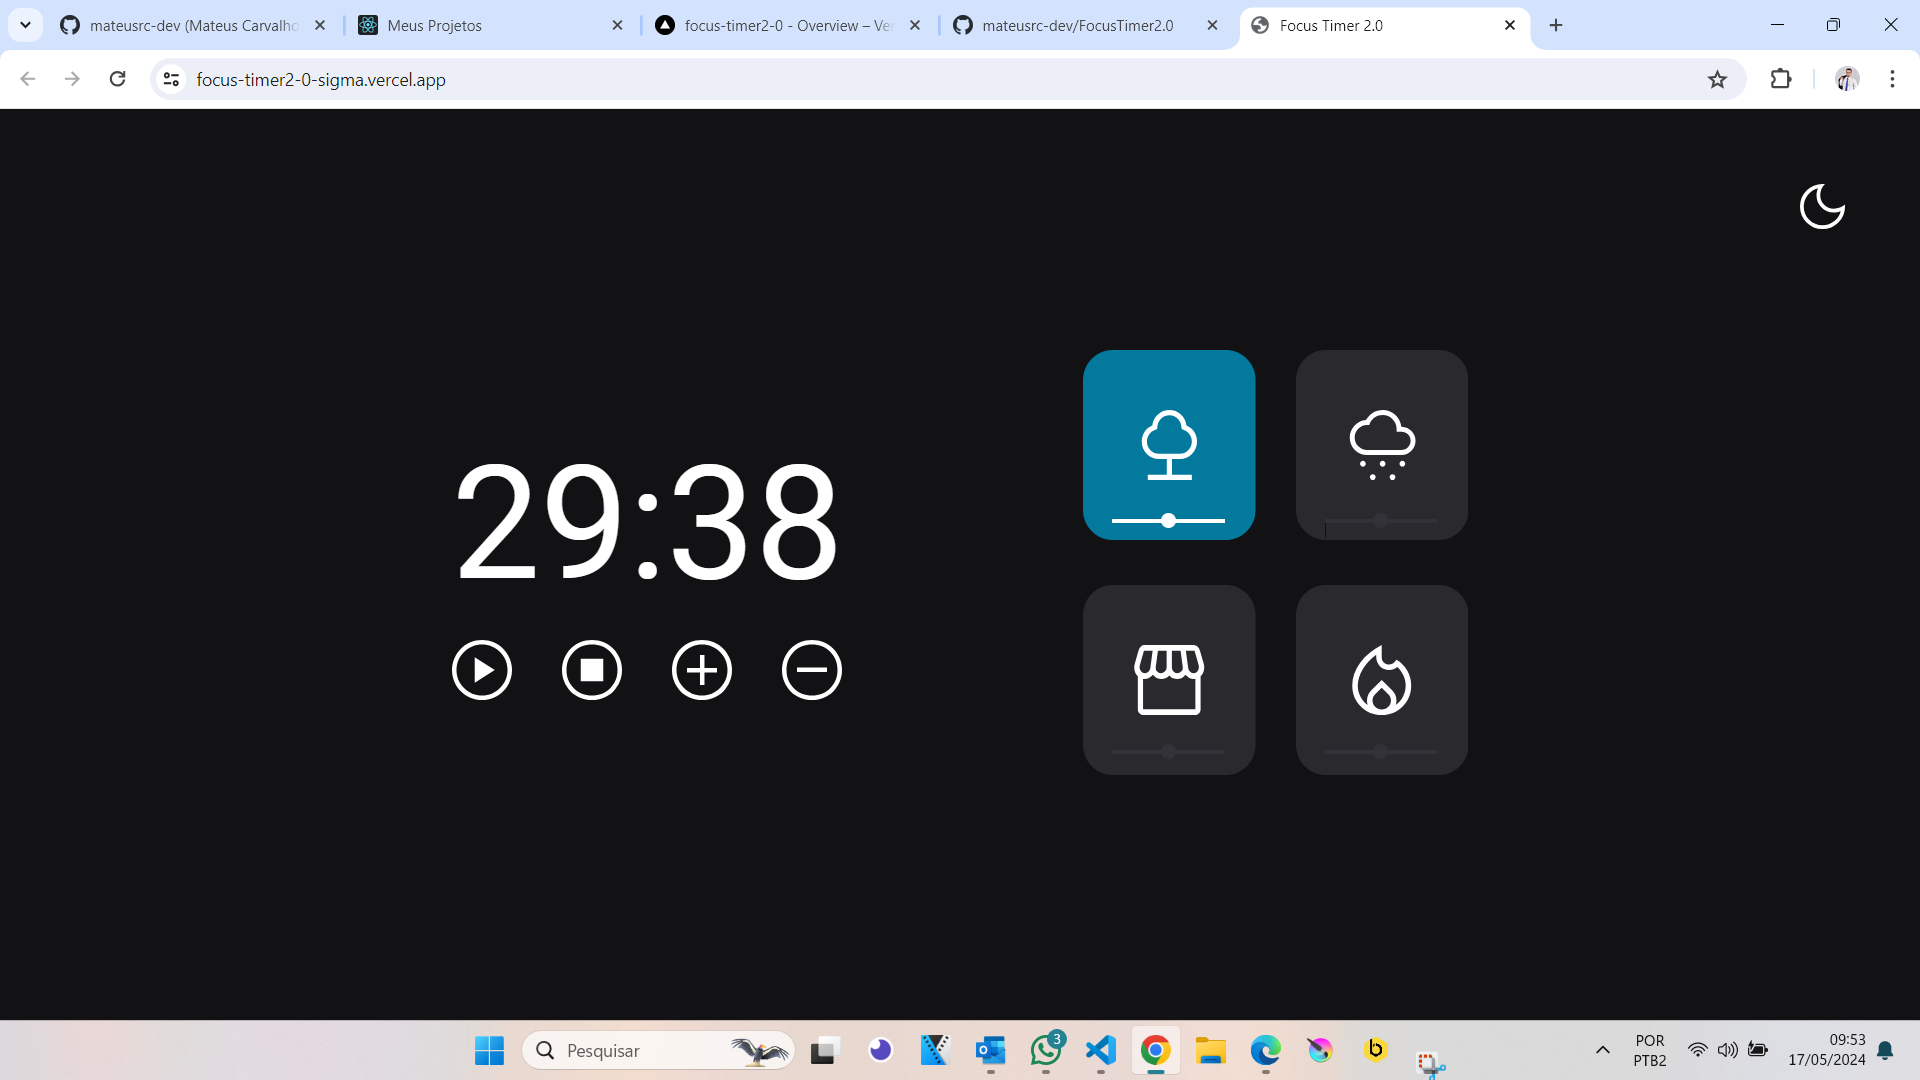 mateusrc-dev (Mateus Carvalho
Meus Projetos
focus-timer2-0 - Overview – Ver
mateusrc-dev/FocusTimer2.0
Focus Timer 2.0
focus-timer2-0-sigma.vercel.app
29:38
Pesquisar
3
POR
PTB2
09:53
17/05/2024